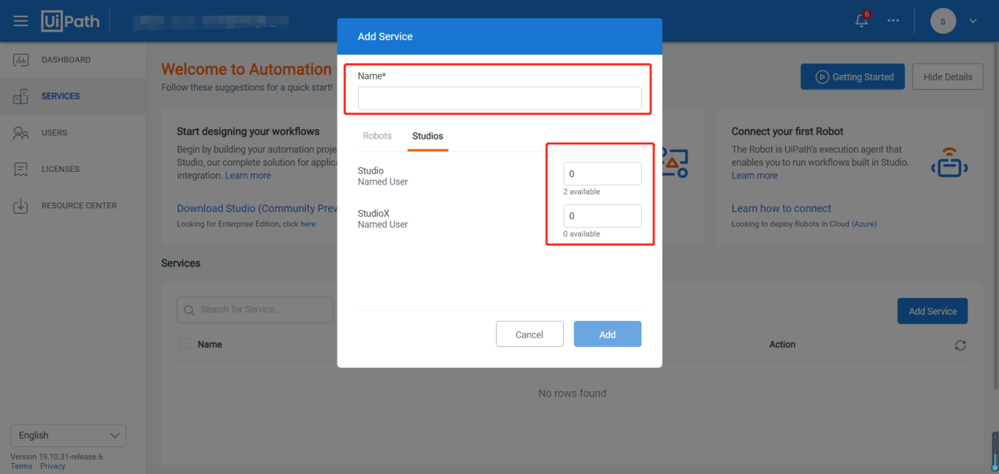 UiPath
6
s
DASHBOARD
SERVICES
USERS
LICENSES
RESOURCE CENTER
English
Version 19.10.31-release.6
Terms Privacy
Welcome to Automation
Follow these suggestions for a quick start!
Getting Started
Hide Details
Start designing your workflows
Begin by building your automation proje
Studio, our complete solution for applica
integration. Learn more
Download Studio (Community Prev
Looking for Enterprise Edition, click here
Connect your first Robot
The Robot is UiPath's execution agent that
enables you to run workflows built in Studio.
Learn more
Learn how to connect
Looking to deploy Robots in Cloud (Azure)
Services
Search for Service...
Add Service
Name
Action
No rows found
Add Service
Name*
Robots
Studios
Studio
Named User
0
2 available
StudioX
Named User
0
0 available
Cancel
Add